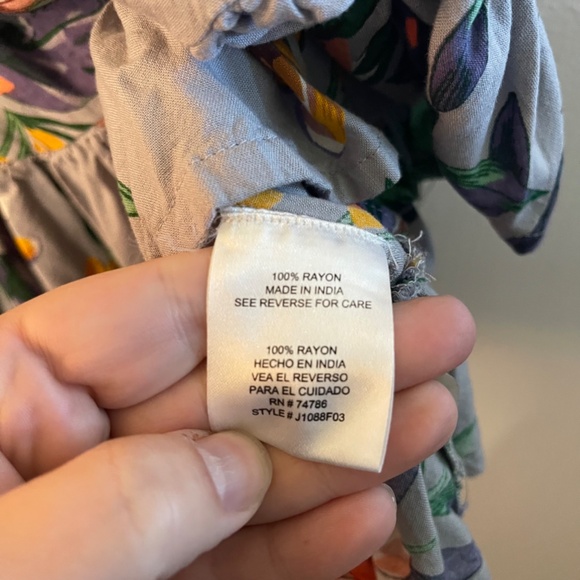 100% RAYON
MADE IN INDIA
SEE REVERSE FOR CARE
100% RAYON
HECHO EN INDIA
VEA EL REVERSO
PARA EL CUIDADO
RN# 74786
STYLE# J1088F03